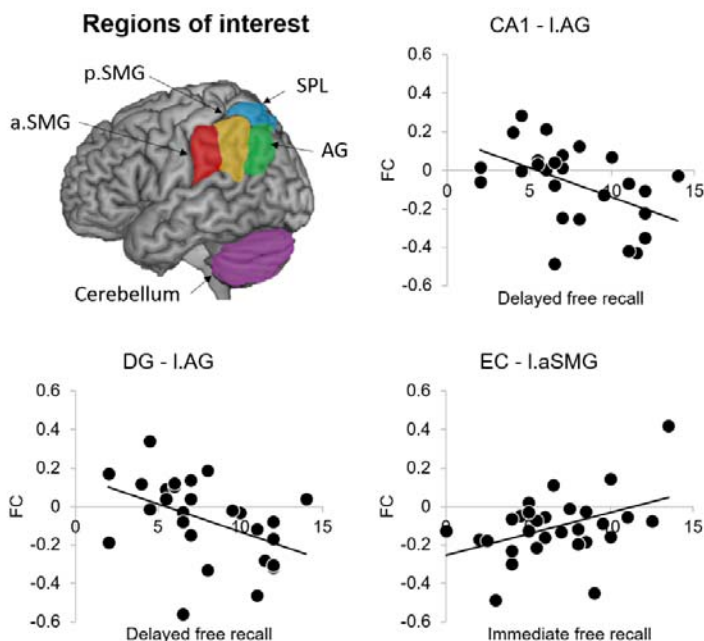 Regions of interest
p.SMG
SPL
a.SMG
AG
Cerebellum
CA1 - l.AG
0.6
0.4
0.2
0
-0.2
-0.4
-0.6
0 5 10 15
FC
Delayed free recall
DG - l.AG
0.6
0.4
0.2
0
-0.2
-0.4
-0.6
0 5 10 15
FC
Delayed free recall
EC - l.aSMG
0.6
0.4
0.2
0
-0.2
-0.4
-0.6
0 5 10 15
FC
Immediate free recall